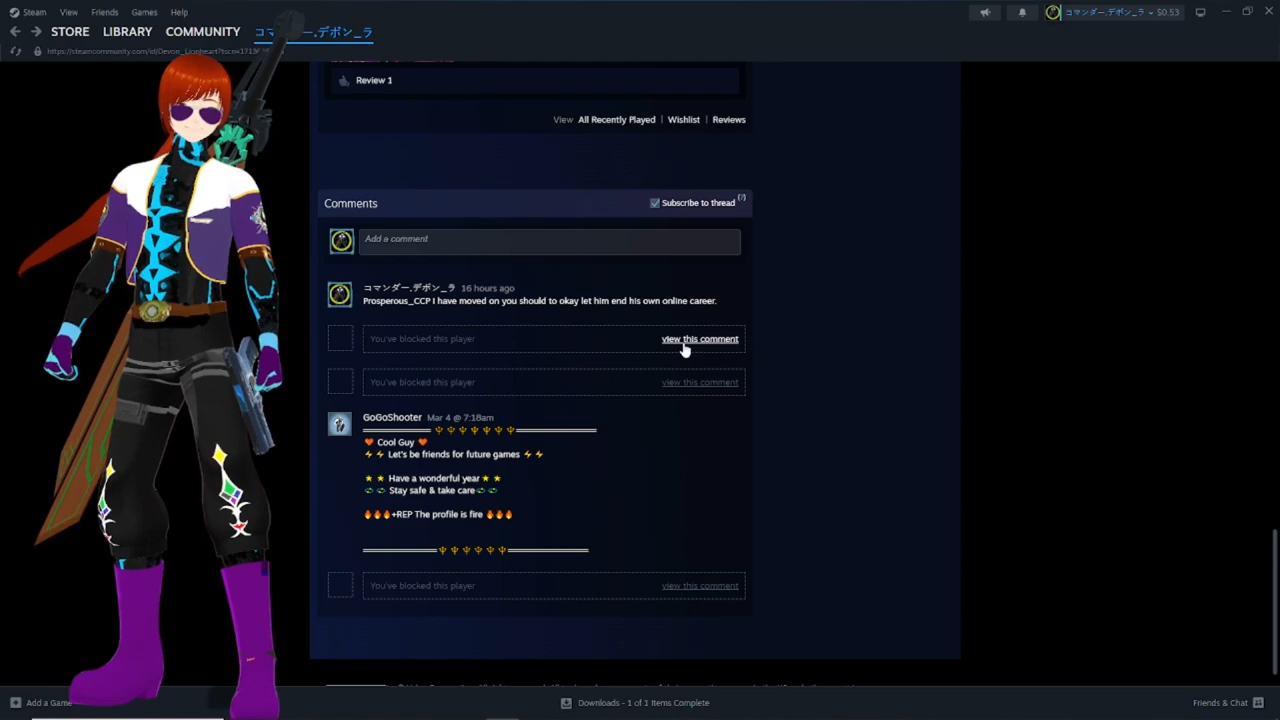 Steam View Friends Games Help
コマンダー.デボン_ラ $0.53
STORE LIBRARY COMMUNITY コマンダー.デボン_ラ
Review 1
View All Recently Played | Wishlist | Reviews
Comments
Subscribe to thread [?]
Add a comment
コマンダー.デボン_ラ 16 hours ago
Prosperous_CCP I have moved on you should to okay let him end his own online career.
You've blocked this player view this comment
You've blocked this player view this comment
GoGoShooter Mar 4 @ 7:18am
Cool Guy
Let's be friends for future games
Have a wonderful year
Stay safe & take care
+REP The profile is fire
You've blocked this player view this comment
Add a Game
Downloads - 1 of 1 Items Complete
Friends & Chat